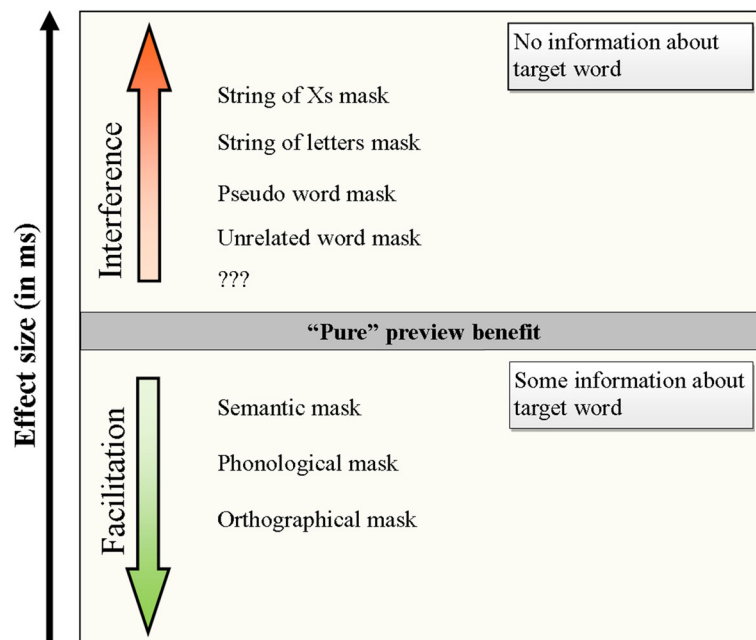 Effect size (in ms)
Interference
No information about
target word
String of Xs mask
String of letters mask
Pseudo word mask
Unrelated word mask
???
“Pure” preview benefit
Facilitation
Some information about
target word
Semantic mask
Phonological mask
Orthographical mask